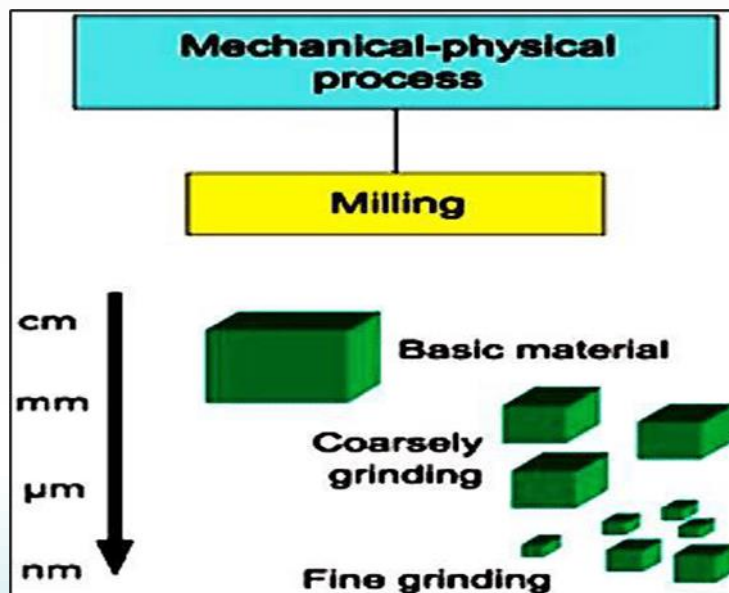 Mechanical-physical
process
Milling
cm
Basic material
mm
Coarsely
grinding
µm
nm
Fine grinding